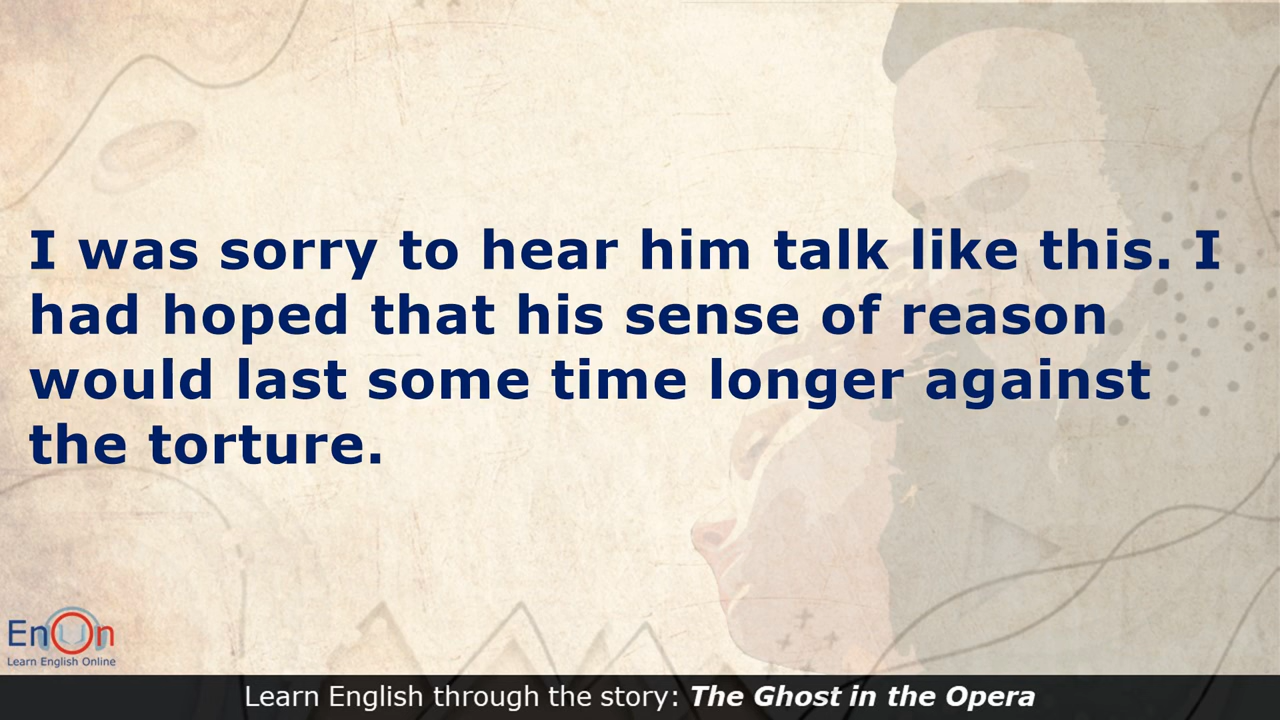 I was sorry to hear him talk like this. I
had hoped that his sense of reason
would last some time longer against
the torture.
EnOn
Learn English Online
Learn English through the story: The Ghost in the Opera